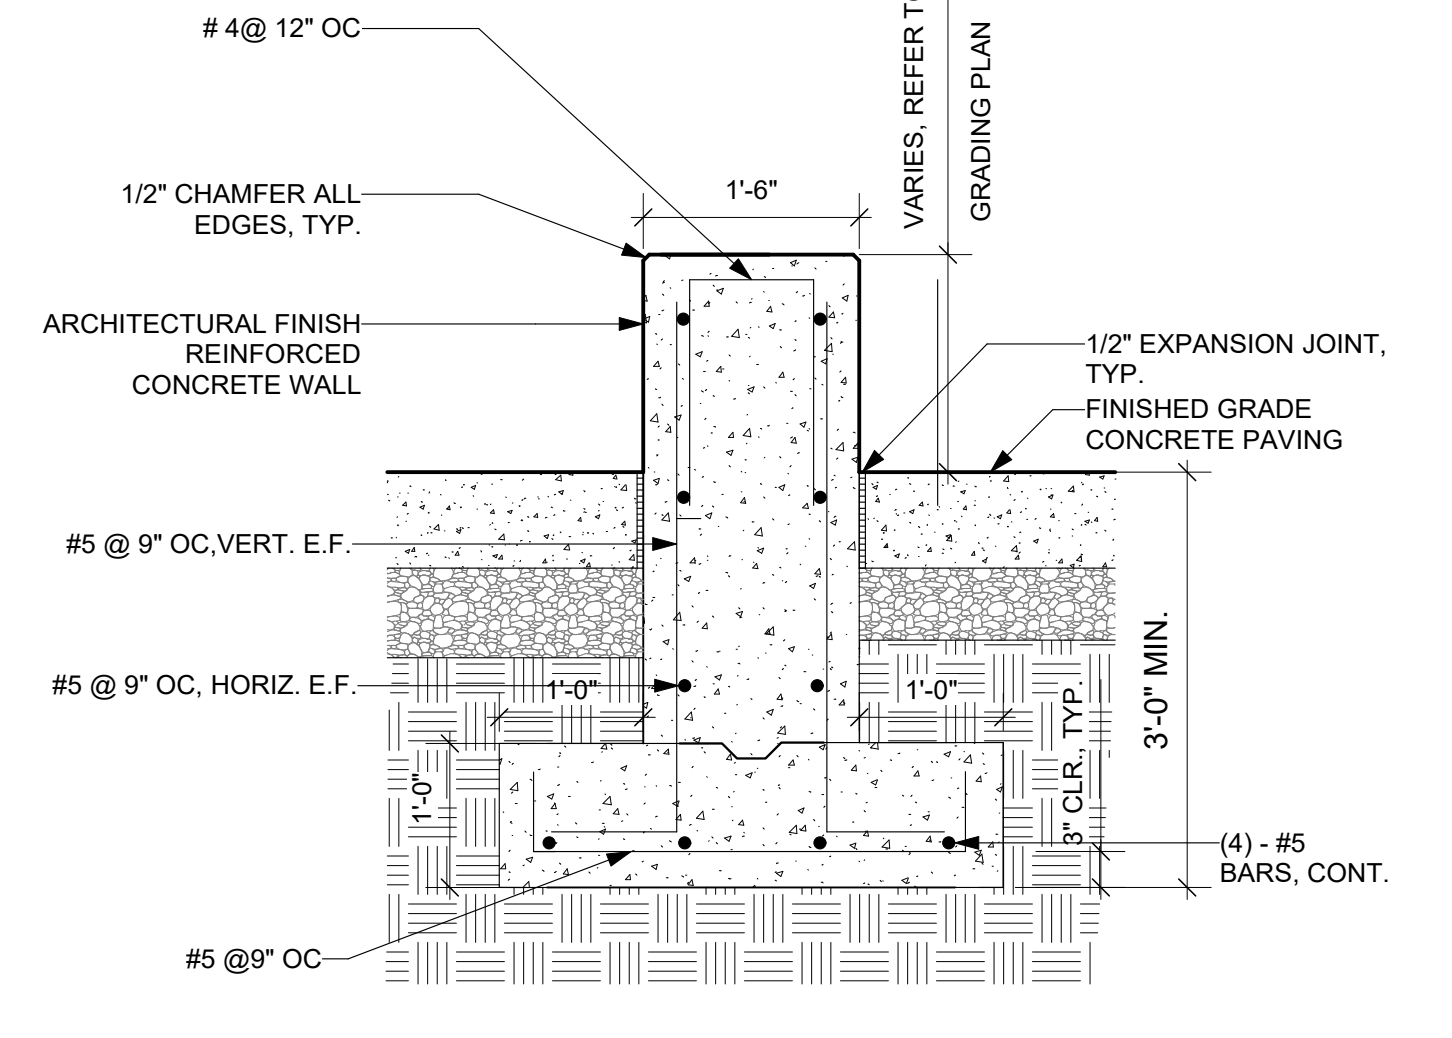 # 4@ 12" OC
VARIES, REFER TO
GRADING PLAN
1'-6"
1/2" CHAMFER ALL
EDGES, TYP.
ARCHITECTURAL FINISH
REINFORCED
CONCRETE WALL
1/2" EXPANSION JOINT,
TYP.
FINISHED GRADE
CONCRETE PAVING
#5 @ 9" OC,VERT. E.F.
#5 @ 9" OC, HORIZ. E.F.
1'-0"
1'-0"
1'-0"
3" CLR., TYP.
3'-0" MIN.
(4) - #5
BARS, CONT.
#5 @9" OC